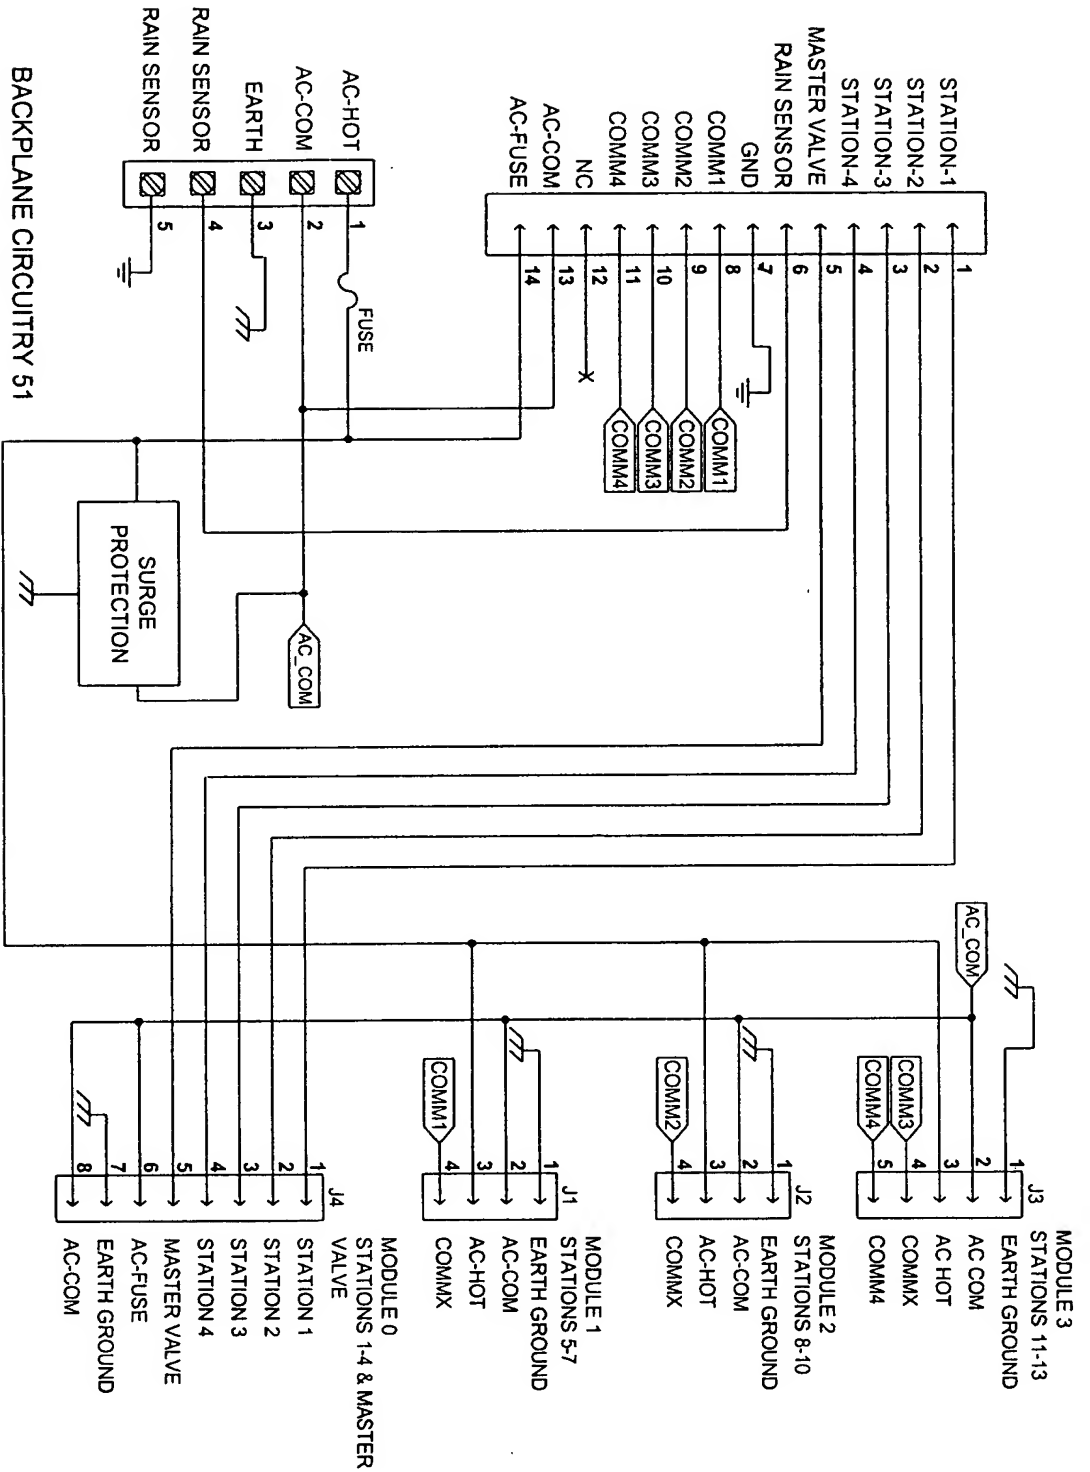 STATION-1
STATION-2
STATION-3
STATION-4
MASTER VALVE
RAIN SENSOR
GND
COMM1
COMM2
COMM3
COMM4
NC
AC-COM
AC-FUSE
1
2
3
4
5
6
7
8
9
10
11
12
13
14
COMM1
COMM2
COMM3
COMM4
AC-HOT
AC-COM
EARTH
RAIN SENSOR
RAIN SENSOR
1
2
3
4
5
FUSE
SURGE
PROTECTION
AC_COM
AC_COM
MODULE 3
STATIONS 11-13
J3
1
2
3
4
5
EARTH GROUND
AC COM
AC HOT
COMMX
COMM4
COMM3
COMM4
MODULE 2
STATIONS 8-10
J2
1
2
3
4
EARTH GROUND
AC-COM
AC-HOT
COMMX
COMM2
MODULE 1
STATIONS 5-7
J1
1
2
3
4
EARTH GROUND
AC-COM
AC-HOT
COMMX
COMM1
MODULE 0
STATIONS 1-4 & MASTER
VALVE
J4
1
2
3
4
5
6
7
8
STATION 1
STATION 2
STATION 3
STATION 4
MASTER VALVE
AC-FUSE
EARTH GROUND
AC-COM
BACKPLANE CIRCUITRY 51